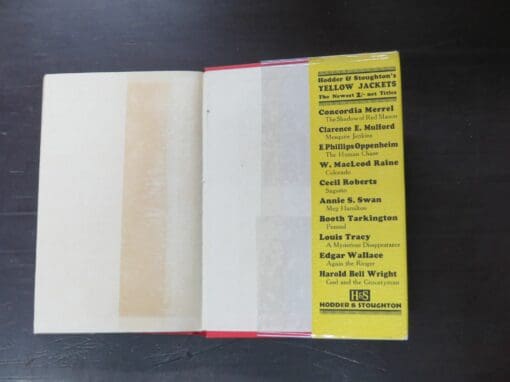 Hodder & Stoughton's
YELLOW JACKETS
The Newest 2/- net Titles
Concordia Merrel
The Shadow of Red Mason
Clarence E. Mulford
Mesquite Jenkins
E Phillips Oppenheim
The Human Chase
W. MacLeod Raine
Colorado
Cecil Roberts
Sagusto
Annie S. Swan
Meg Hamilton
Booth Tarkington
Penrod
Louis Tracy
A Mysterious Disappearance
Edgar Wallace
Again the Ringer
Harold Bell Wright
God and the Groceryman
H&S
HODDER & STOUGHTON